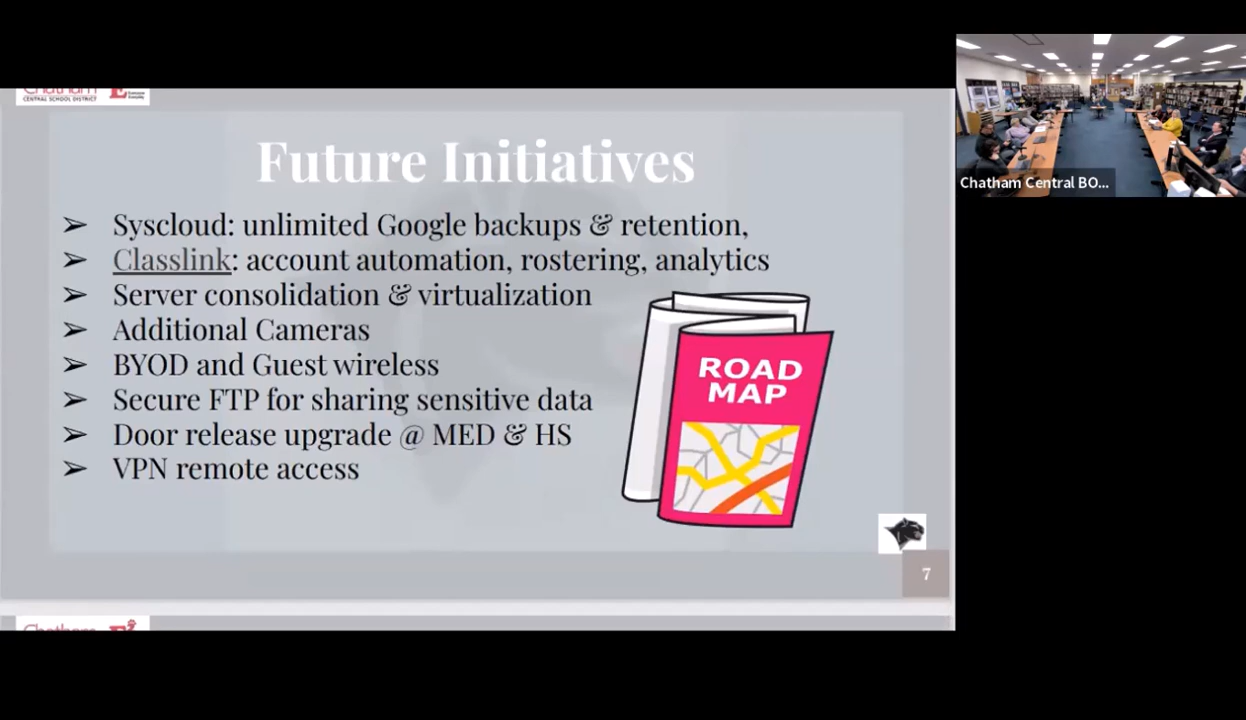 Chatham
CENTRAL SCHOOL DISTRICT
Future Initiatives
➢ Syscloud: unlimited Google backups & retention,
➢ Classlink: account automation, rostering, analytics
➢ Server consolidation & virtualization
➢ Additional Cameras
➢ BYOD and Guest wireless
➢ Secure FTP for sharing sensitive data
➢ Door release upgrade @ MED & HS
➢ VPN remote access
ROAD
MAP
7
Chatham
Chatham Central BO...